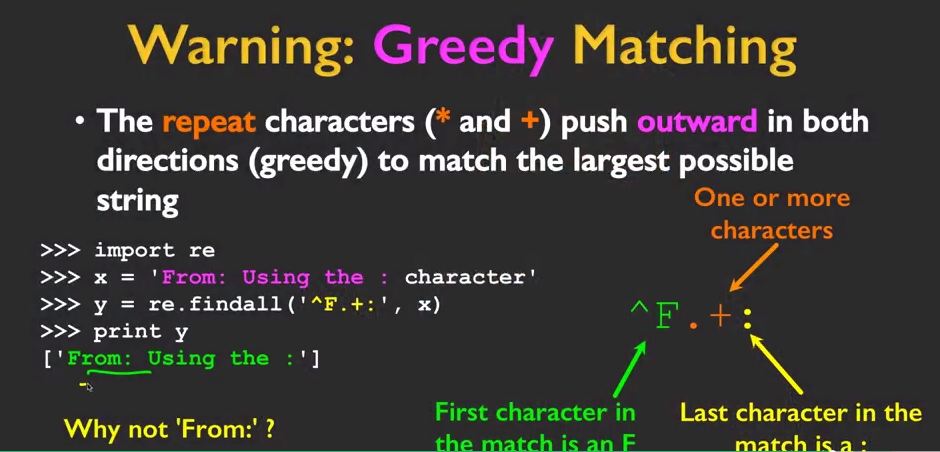 Warning: Greedy Matching
• The repeat characters (* and +) push outward in both
directions (greedy) to match the largest possible
string
One or more
characters
>>> import re
>>> x = 'From: Using the : character'
>>> y = re.findall('^F.+:', x)
>>> print y
['From: Using the :']
^F.+:
Why not 'From:' ?
First character in
the match is an F
Last character in the
match is a :